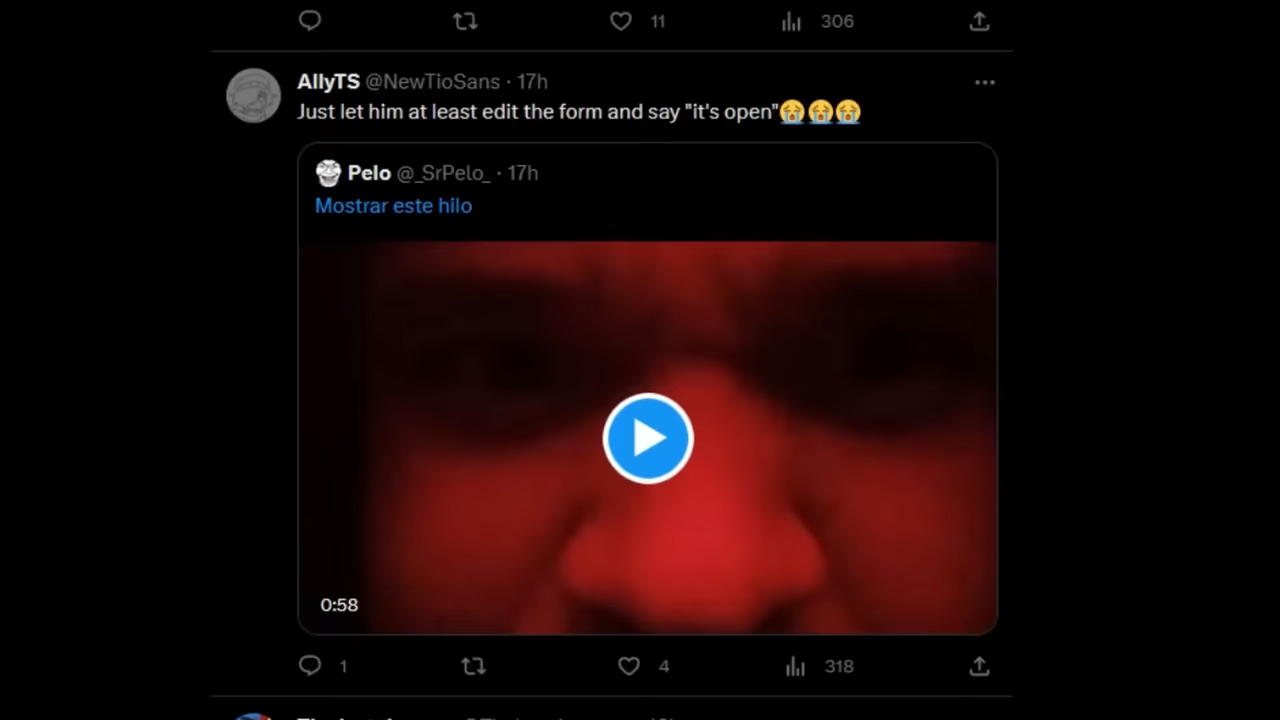 11
306
AllyTS @NewTioSans · 17h
Just let him at least edit the form and say "it's open"😭😭😭
Pelo @_SrPelo_ · 17h
Mostrar este hilo
0:58
1
4
318